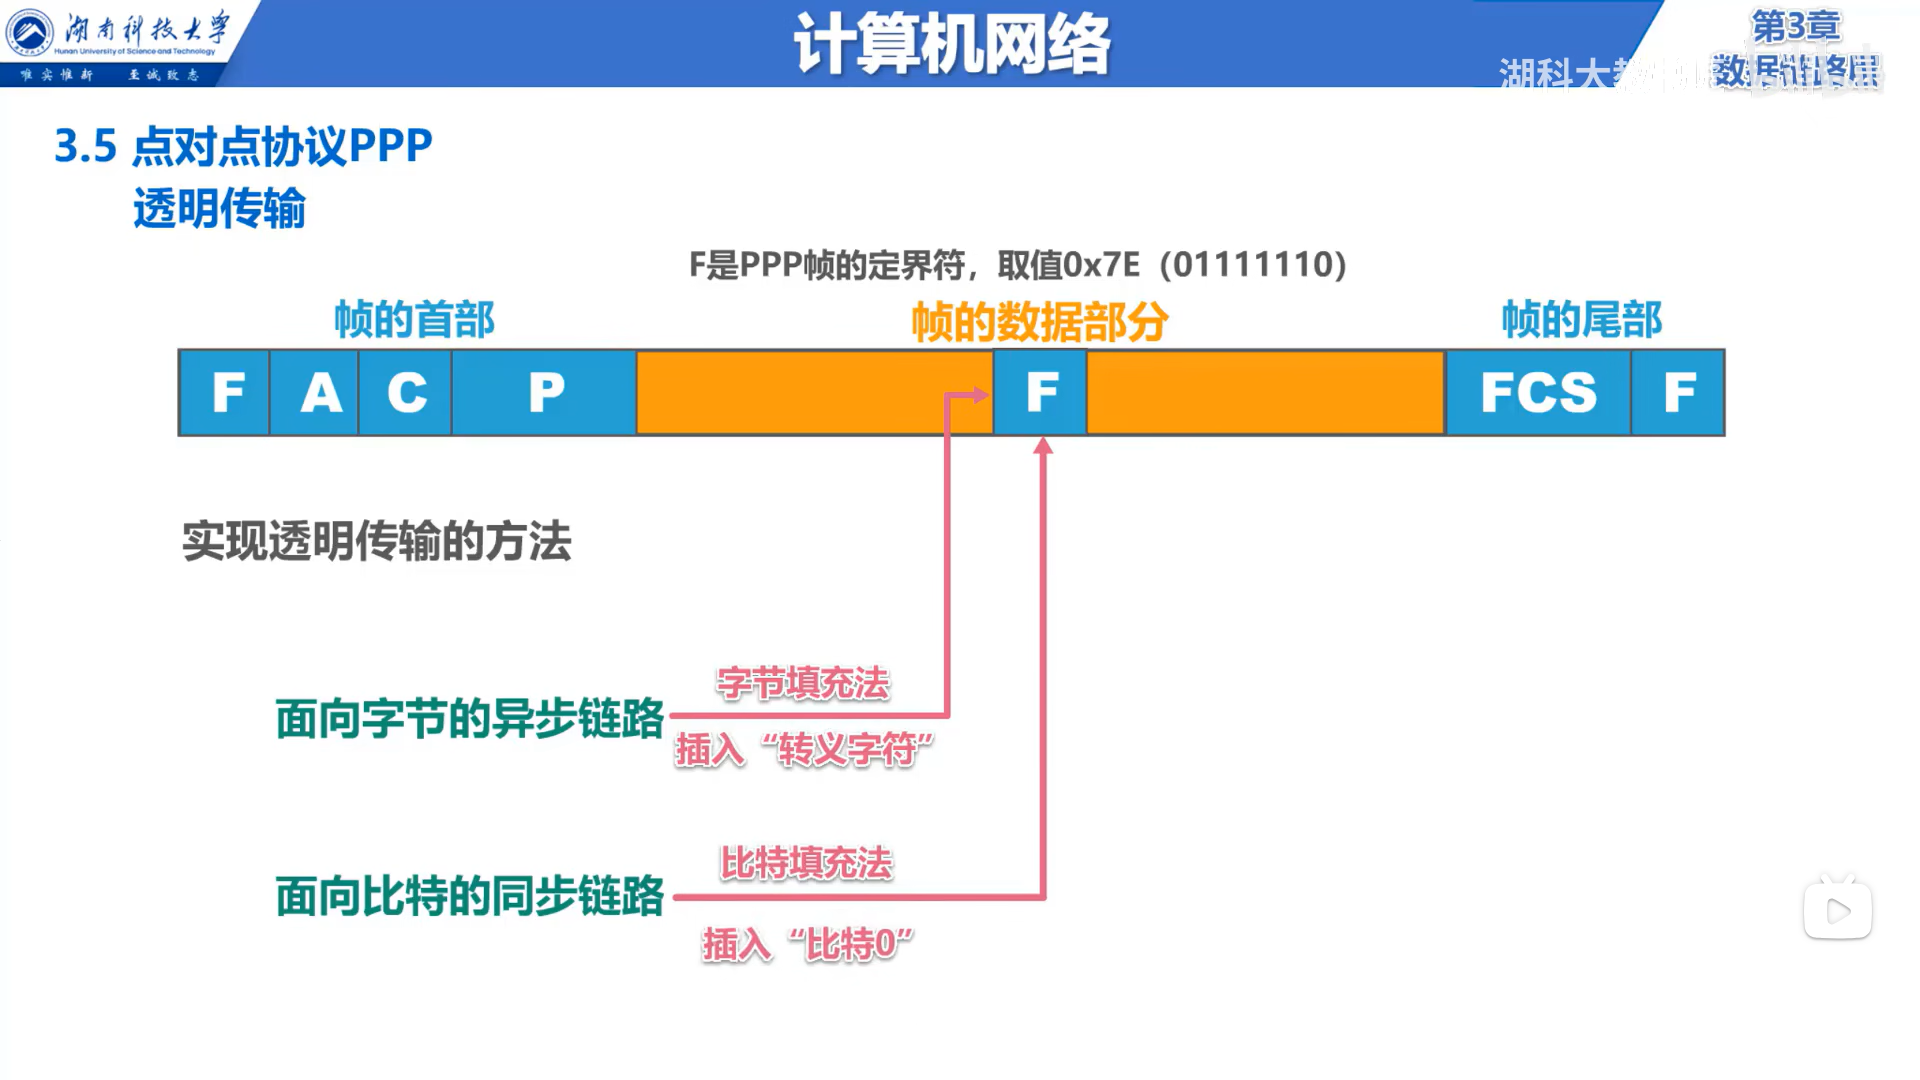 湖南科技大学
Hunan University of Science and Technology
唯实惟新 至诚致志
计算机网络
第3章
数据链路层
湖科大教
3.5 点对点协议PPP
透明传输
F是PPP帧的定界符，取值0x7E（01111110）
帧的首部 帧的数据部分 帧的尾部
F A C P F FCS F
实现透明传输的方法
字节填充法
面向字节的异步链路
插入“转义字符”
比特填充法
面向比特的同步链路
插入“比特0”